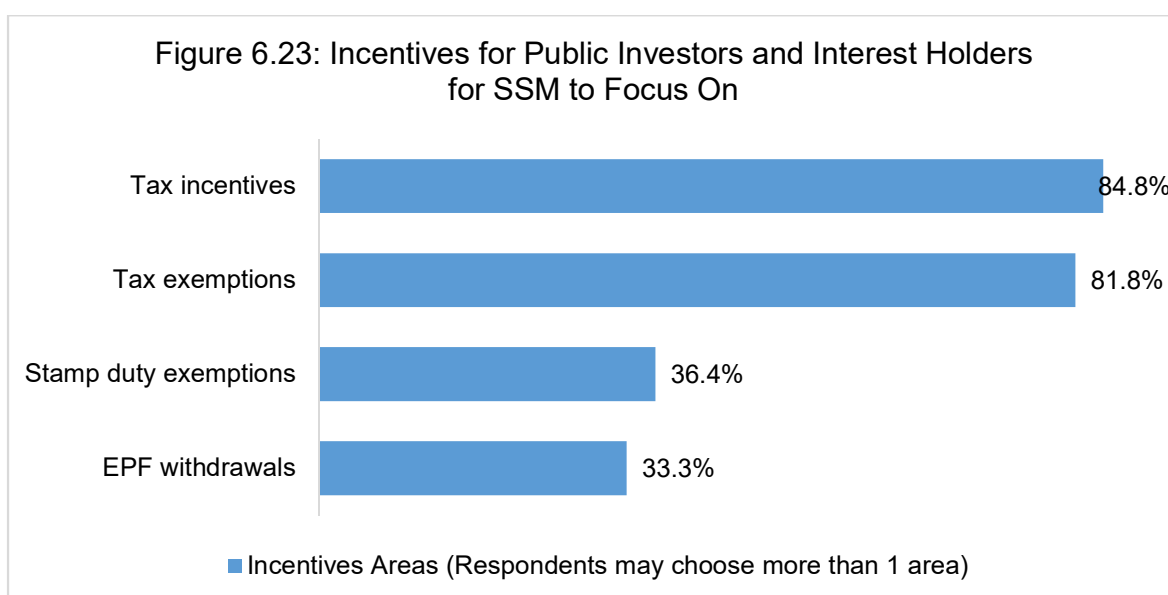 Figure 6.23: Incentives for Public Investors and Interest Holders
for SSM to Focus On
Tax incentives
84.8%
Tax exemptions
81.8%
Stamp duty exemptions
36.4%
EPF withdrawals
33.3%
Incentives Areas (Respondents may choose more than 1 area)